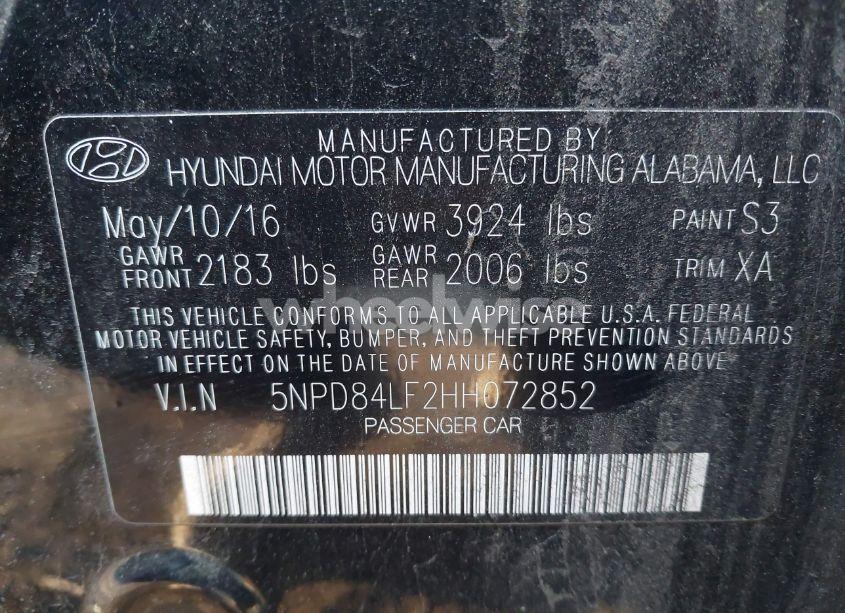 MANUFACTURED BY
HYUNDAI MOTOR MANUFACTURING ALABAMA, LLC
May/10/16 GVWR 3924 lbs PAINT S3
GAWR FRONT 2183 lbs GAWR REAR 2006 lbs TRIM XA
wheelwise
THIS VEHICLE CONFORMS TO ALL APPLICABLE U.S.A. FEDERAL
MOTOR VEHICLE SAFETY, BUMPER, AND THEFT PREVENTION STANDARDS
IN EFFECT ON THE DATE OF MANUFACTURE SHOWN ABOVE
V.I.N 5NPD84LF2HH072852
PASSENGER CAR